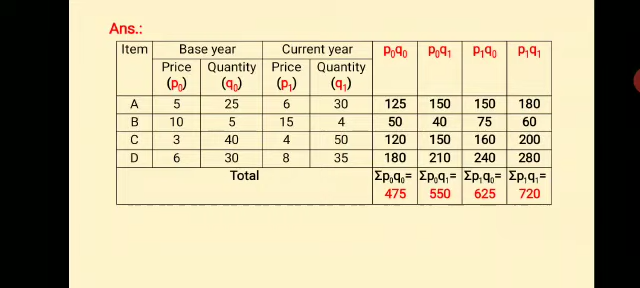 Ans.:
Item Base year Current year p₀q₀ p₀q₁ p₁q₀ p₁q₁
Price (p₀) Quantity (q₀) Price (p₁) Quantity (q₁)
A 5 25 6 30 125 150 150 180
B 10 5 15 4 50 40 75 60
C 3 40 4 50 120 150 160 200
D 6 30 8 35 180 210 240 280
Total Σp₀q₀= Σp₀q₁= Σp₁q₀= Σp₁q₁=
475 550 625 720